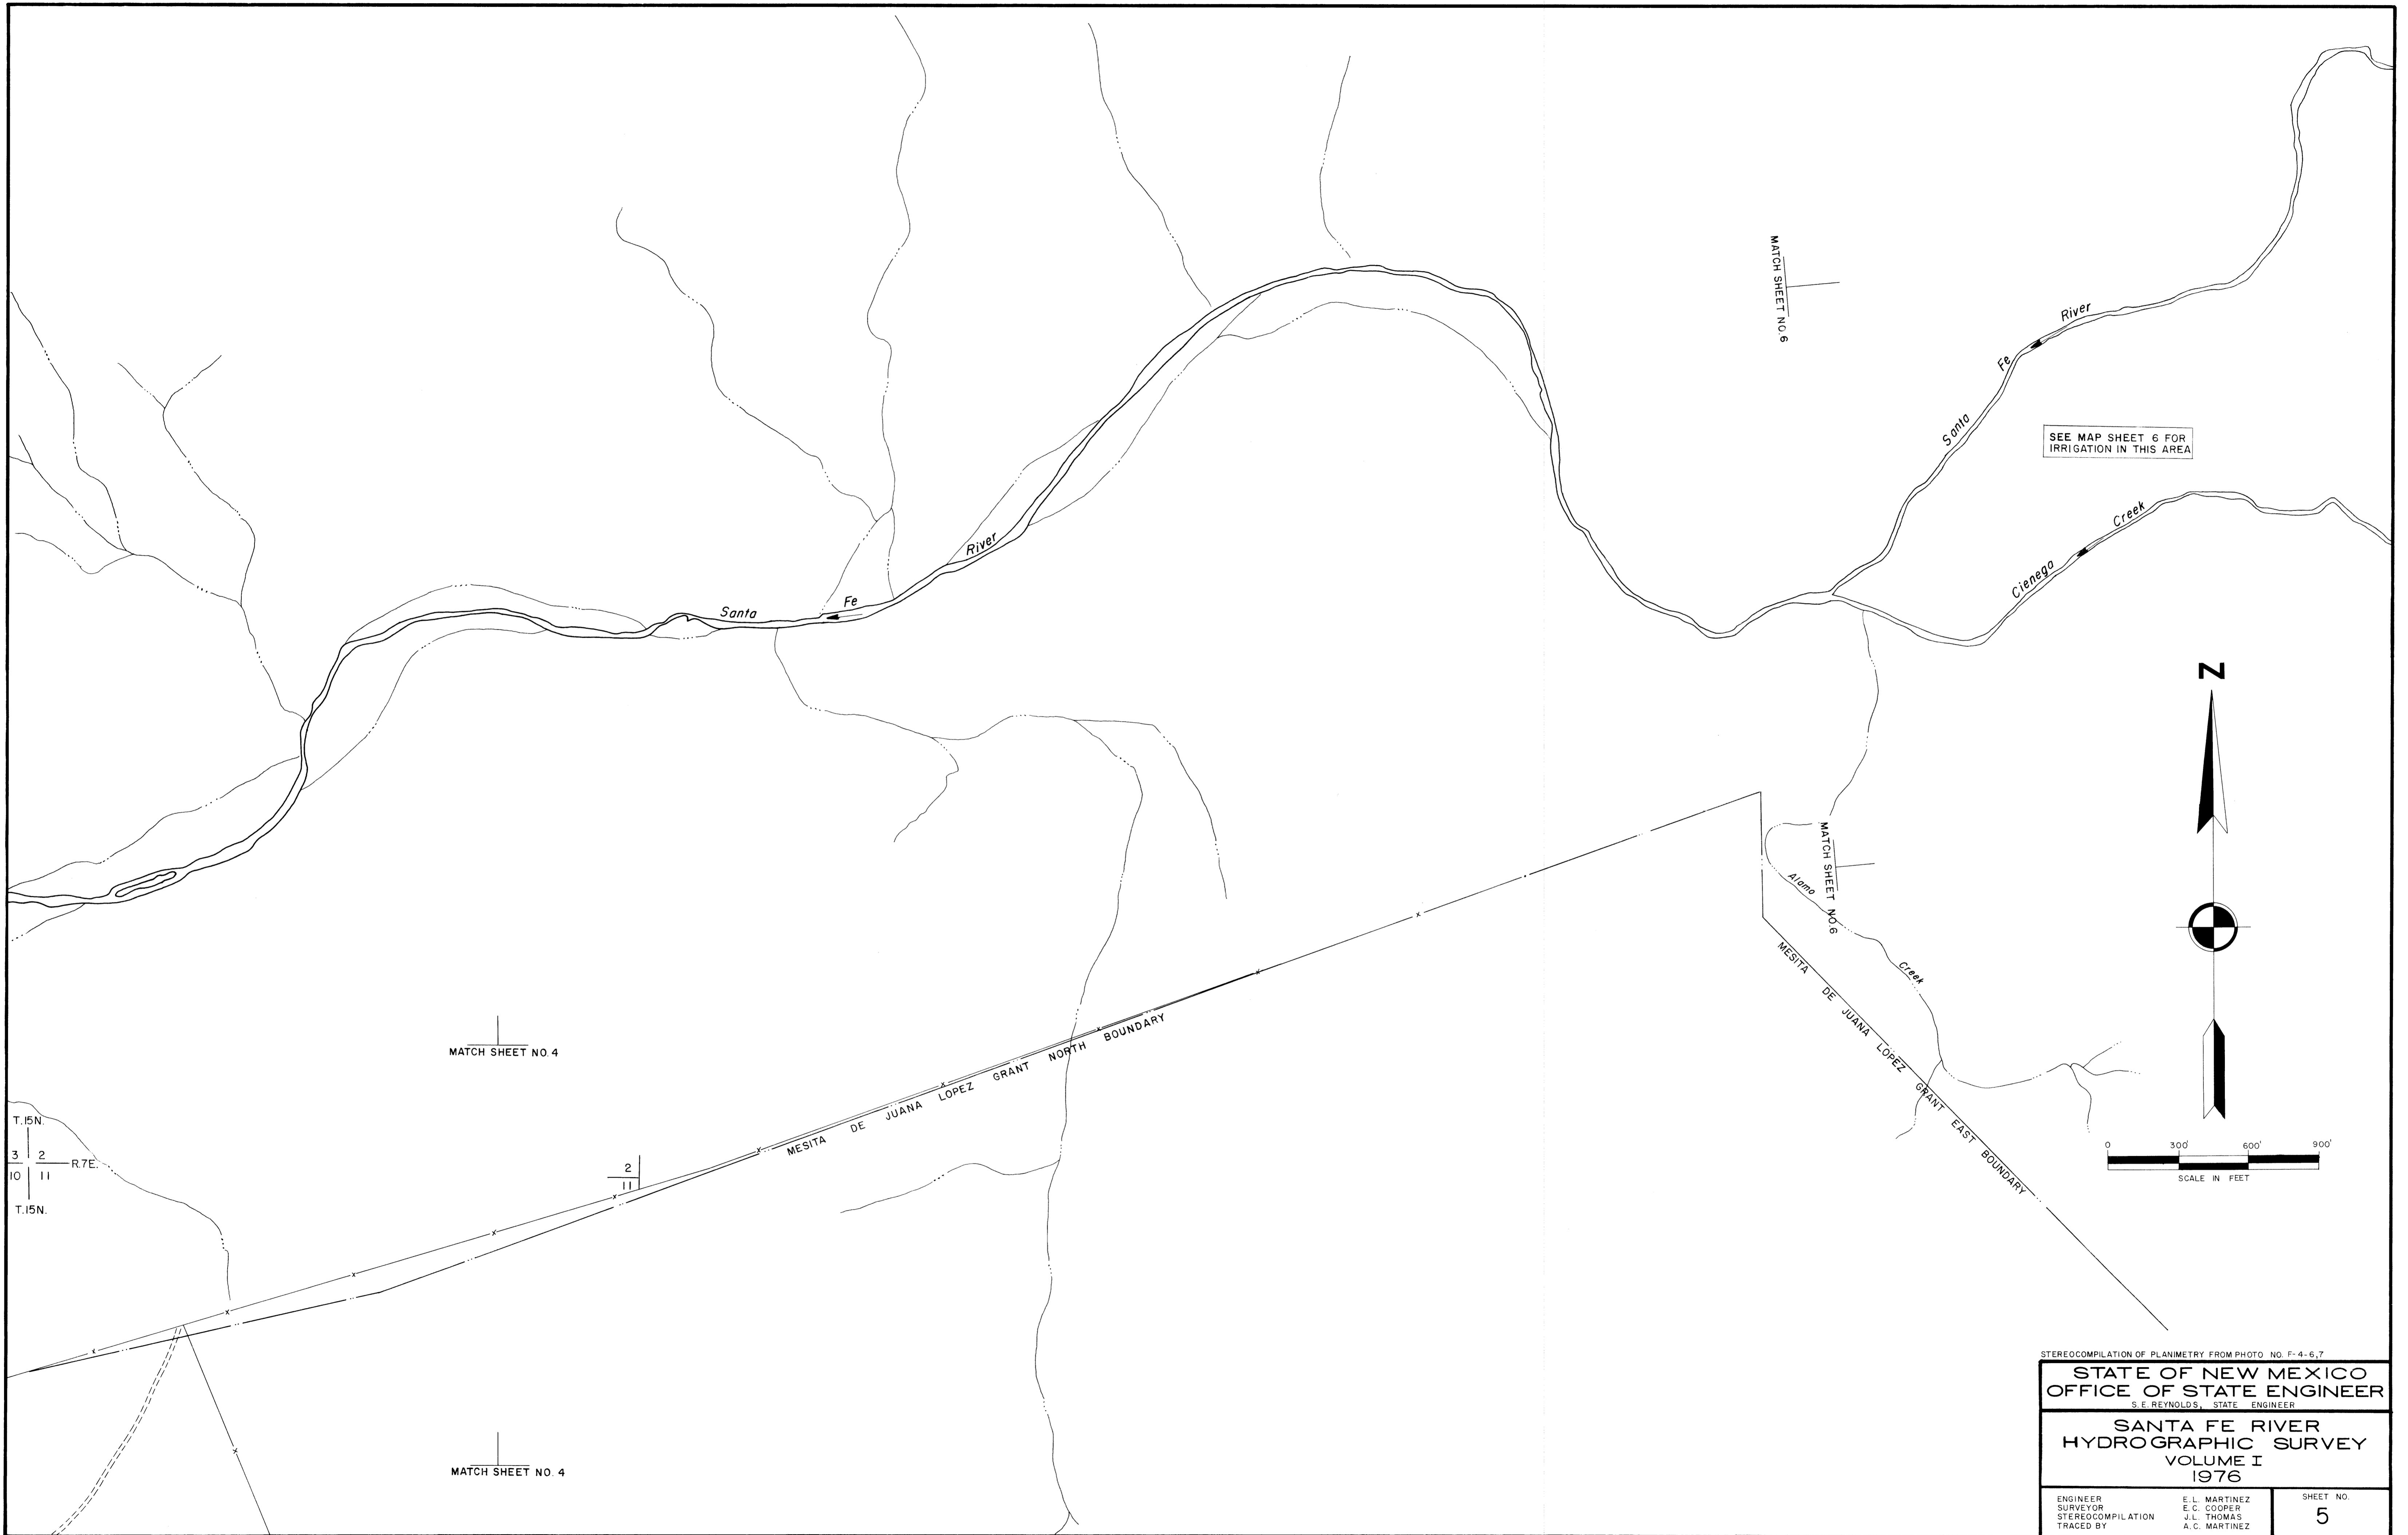 MATCH SHEET NO. 6
Santa Fe River
SEE MAP SHEET 6 FOR
IRRIGATION IN THIS AREA
Cienega Creek
Santa Fe River
N
MATCH SHEET NO. 6
Alamo Creek
MESITA DE JUANA LOPEZ GRANT EAST BOUNDARY
MESITA DE JUANA LOPEZ GRANT NORTH BOUNDARY
MATCH SHEET NO. 4
T.15N.
3 2
R.7E.
10 11
T.15N.
2
11
0 300' 600' 900'
SCALE IN FEET
MATCH SHEET NO. 4
STEREOCOMPILATION OF PLANIMETRY FROM PHOTO NO. F-4-6,7
STATE OF NEW MEXICO
OFFICE OF STATE ENGINEER
S.E. REYNOLDS, STATE ENGINEER
SANTA FE RIVER
HYDROGRAPHIC SURVEY
VOLUME I
1976
ENGINEER E.L. MARTINEZ
SURVEYOR E.C. COOPER
STEREOCOMPILATION J.L. THOMAS
TRACED BY A.C. MARTINEZ
SHEET NO.
5